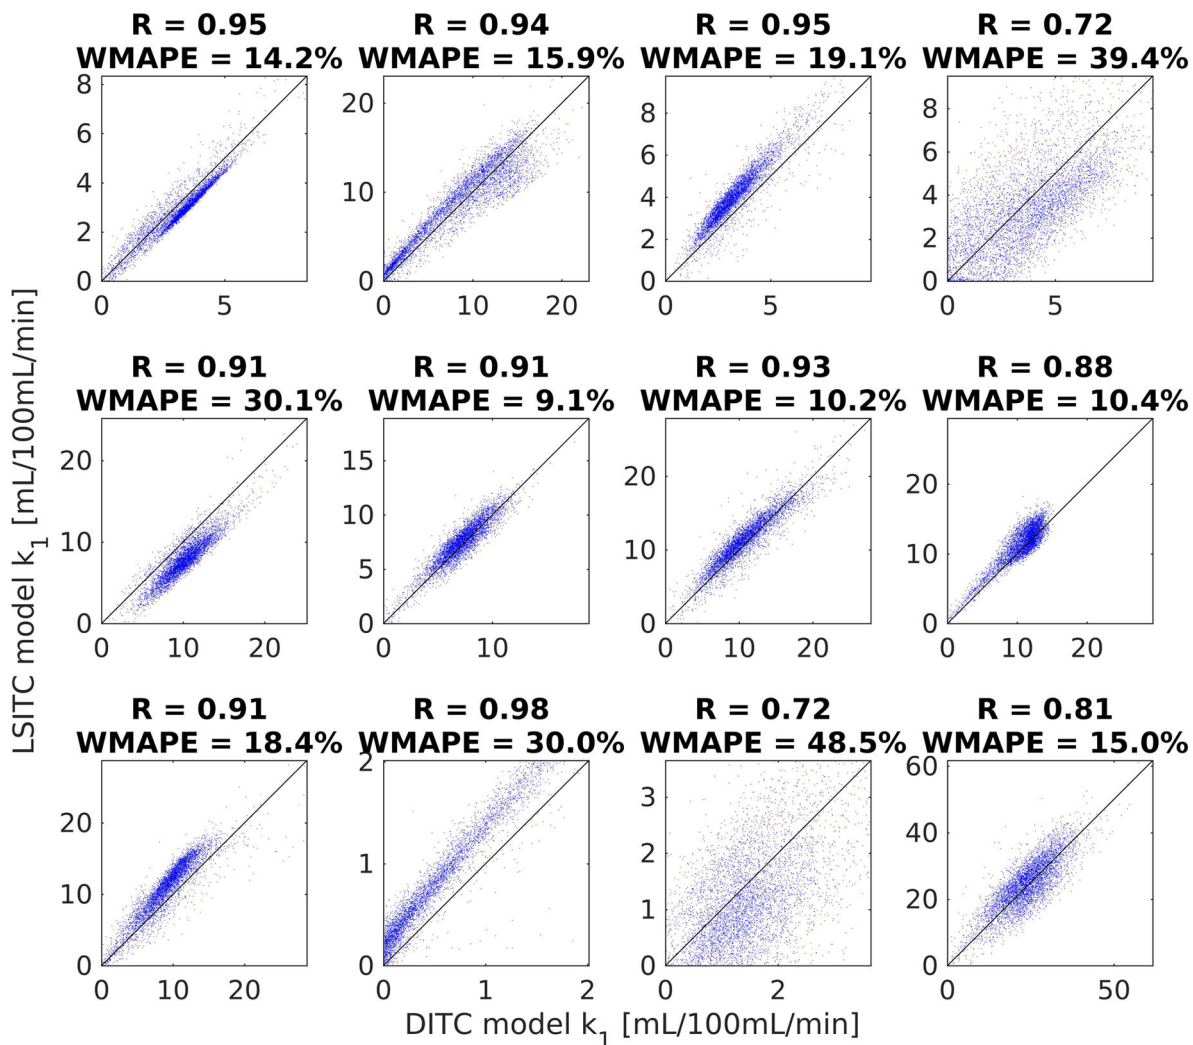 R = 0.95
WMAPE = 14.2%
R = 0.94
WMAPE = 15.9%
R = 0.95
WMAPE = 19.1%
R = 0.72
WMAPE = 39.4%
8
6
4
2
0
0
5
20
10
0
0
10
20
8
6
4
2
0
0
5
8
6
4
2
0
0
5
R = 0.91
WMAPE = 30.1%
R = 0.91
WMAPE = 9.1%
R = 0.93
WMAPE = 10.2%
R = 0.88
WMAPE = 10.4%
20
10
0
0
10
20
15
10
5
0
0
10
20
10
0
0
10
20
20
10
0
0
10
20
R = 0.91
WMAPE = 18.4%
R = 0.98
WMAPE = 30.0%
R = 0.72
WMAPE = 48.5%
R = 0.81
WMAPE = 15.0%
20
10
0
0
10
20
2
1
0
0
1
2
3
2
1
0
0
2
60
40
20
0
0
50
LSITC model k₁ [mL/100mL/min]
DITC model k₁ [mL/100mL/min]